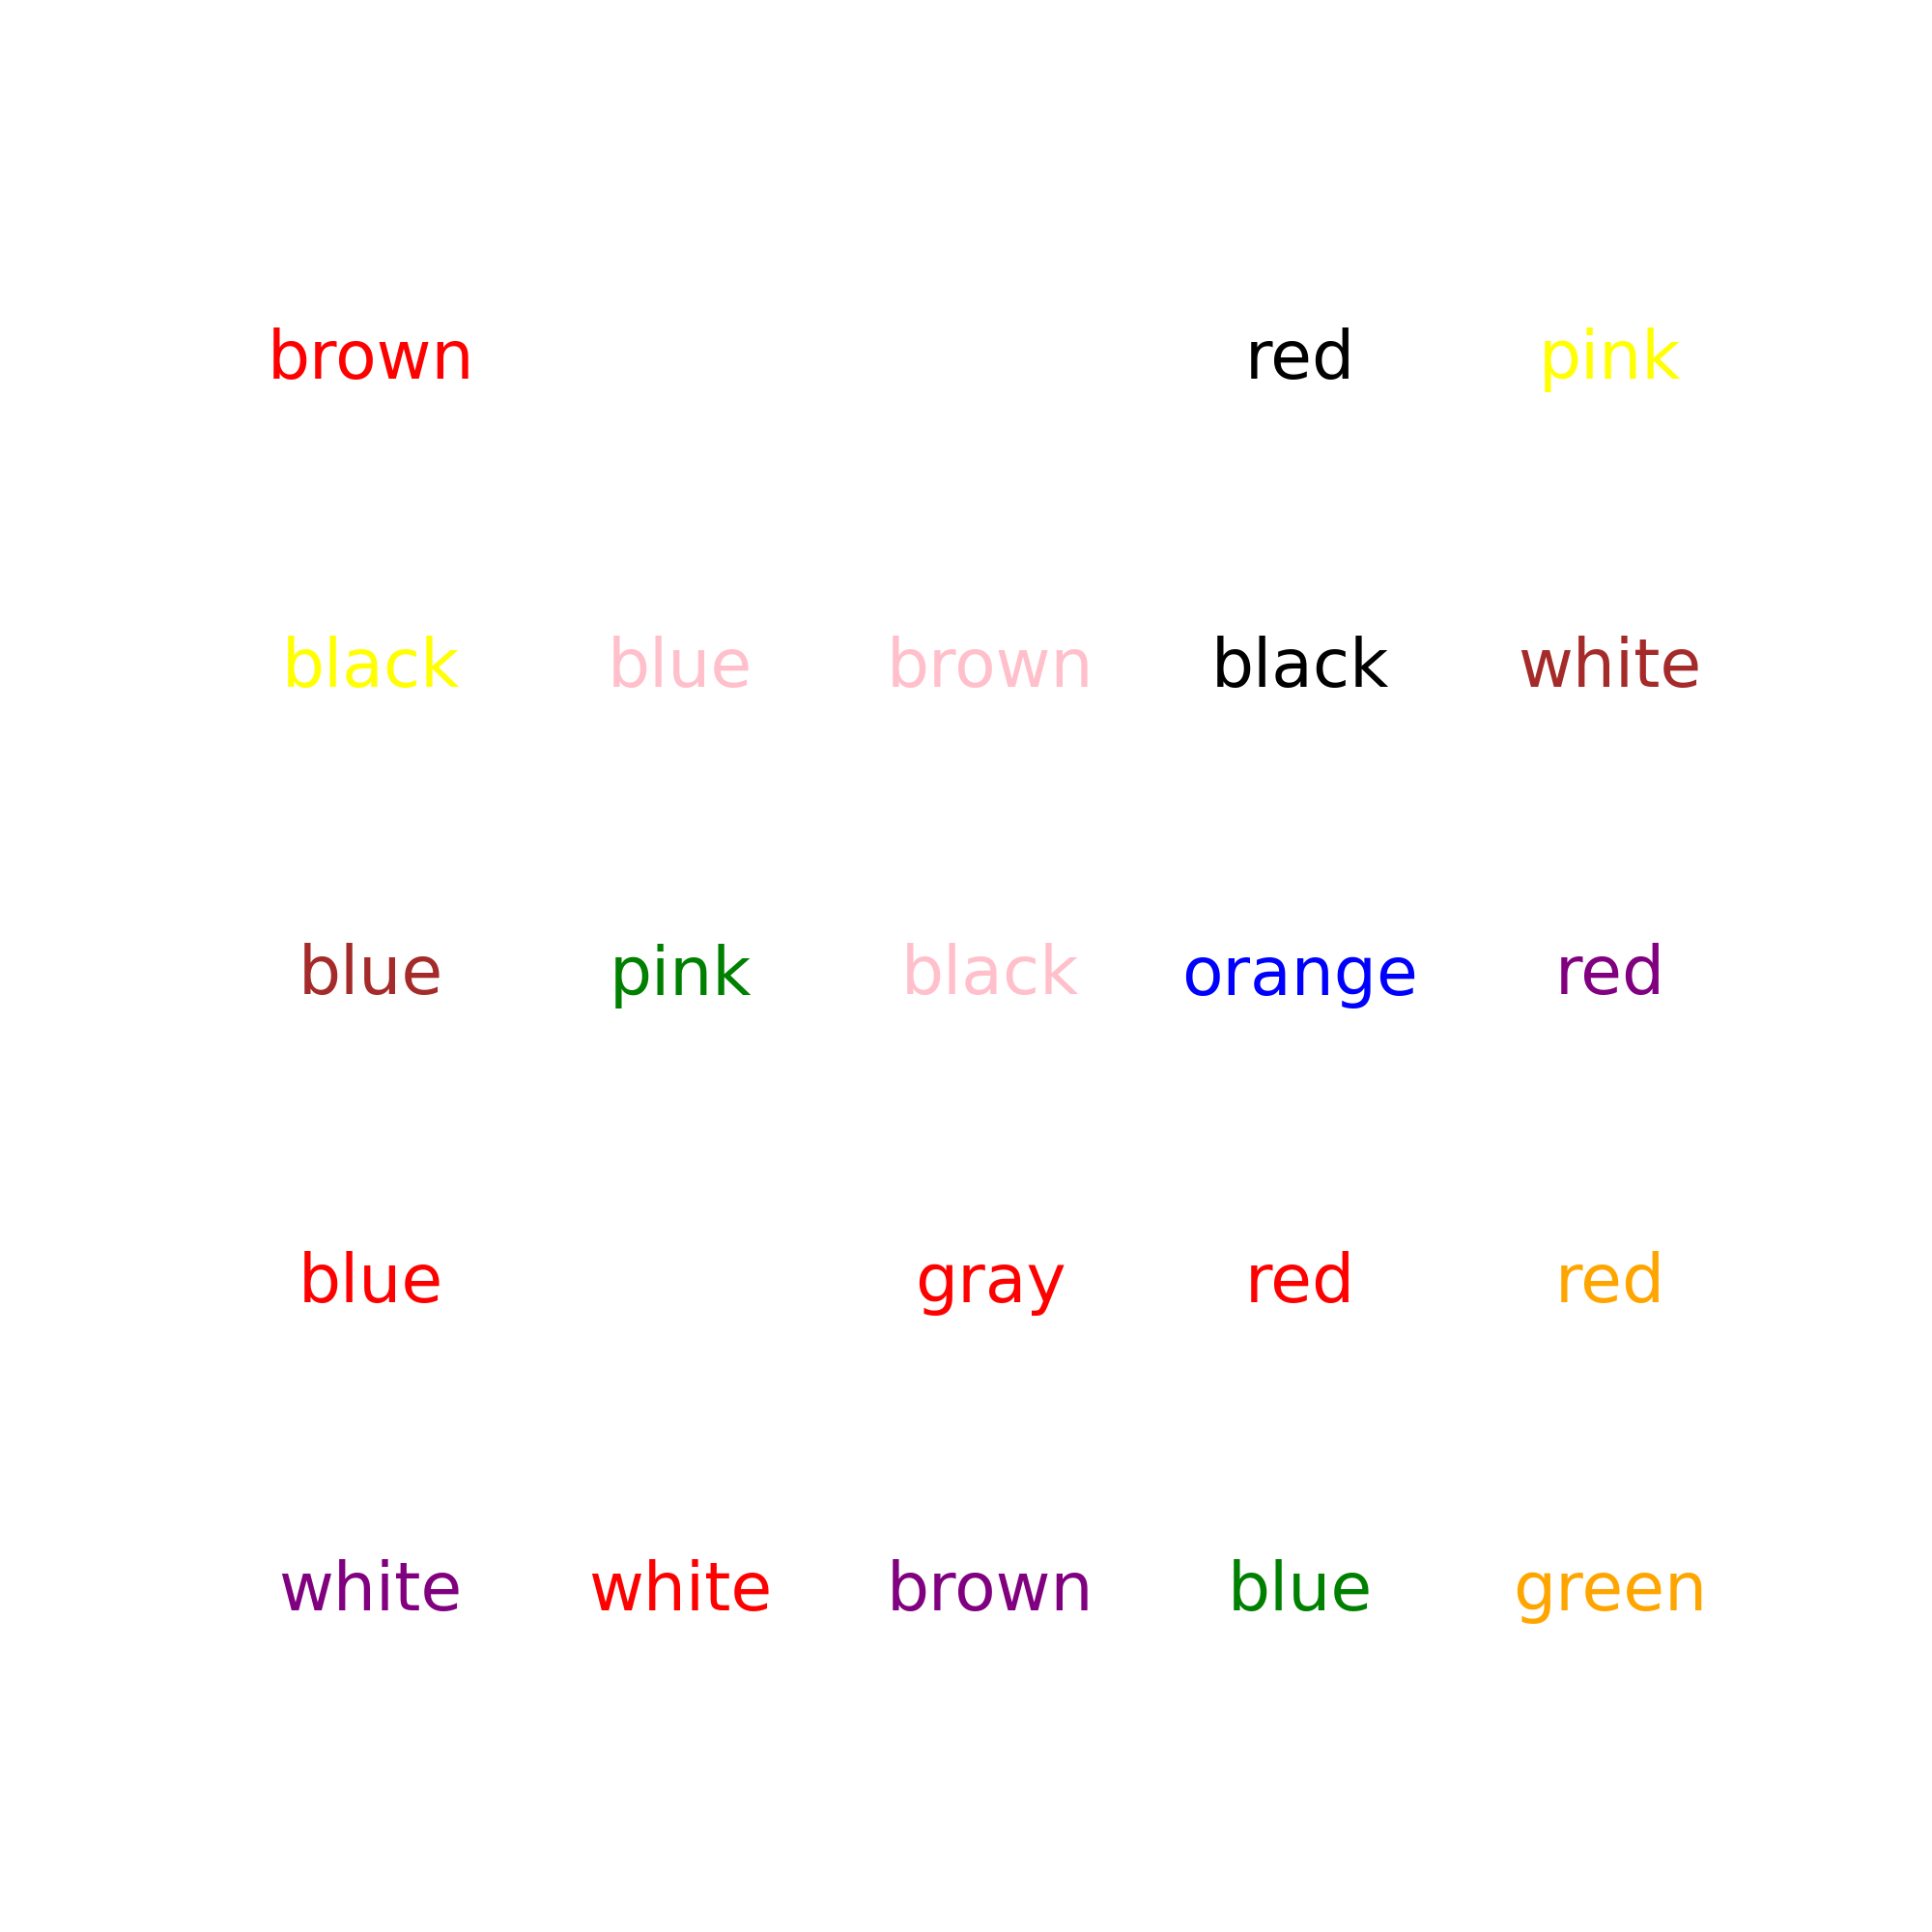 brown red pink
black blue brown black white
blue pink black orange red
blue gray red red
white white brown blue green